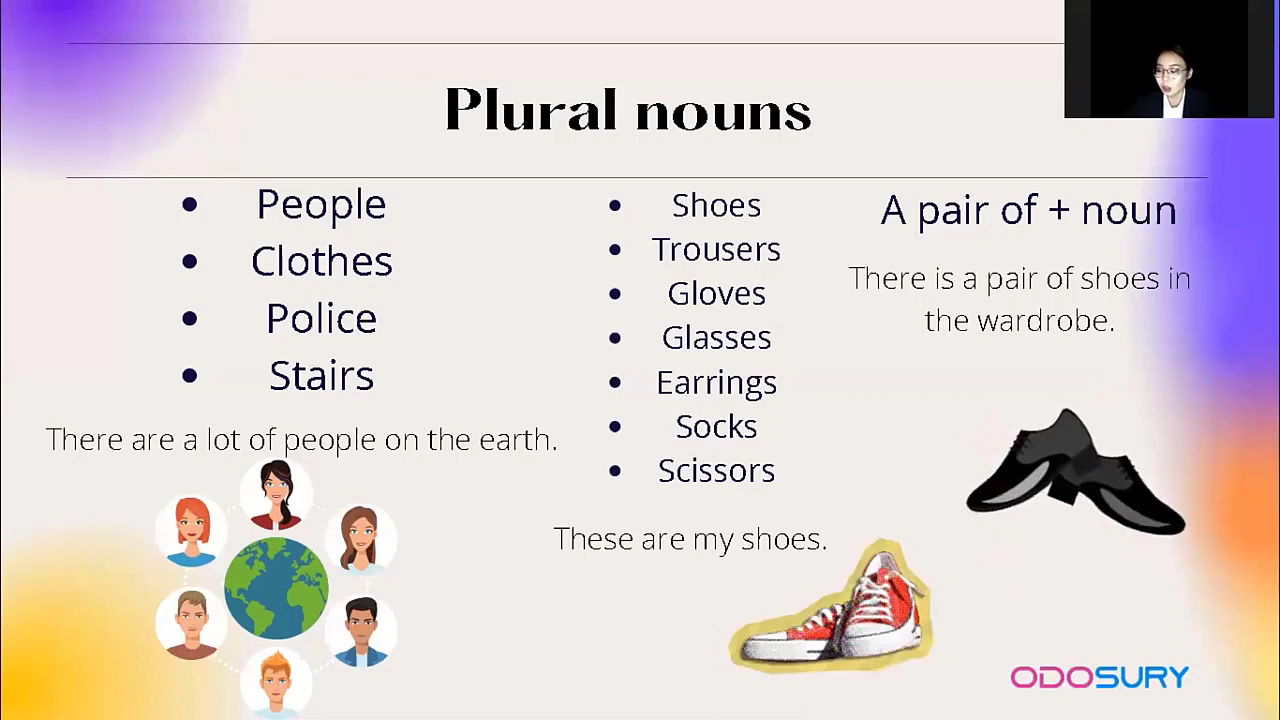 Plural nouns
People
Clothes
Police
Stairs
There are a lot of people on the earth.
Shoes
Trousers
Gloves
Glasses
Earrings
Socks
Scissors
These are my shoes.
A pair of + noun
There is a pair of shoes in
the wardrobe.
ODOSURY